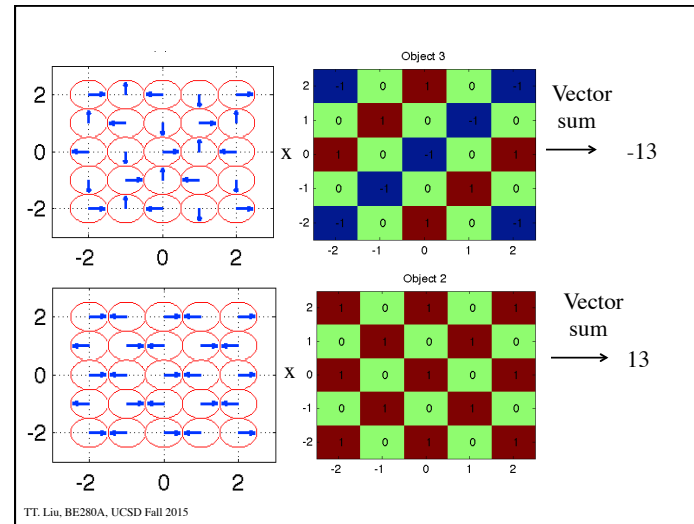 Object 3
2
0
-2
-2 0 2
X
2 -1 0 1 0 -1
1 0 1 0 -1 0
0 1 0 -1 0 1
-1 0 -1 0 1 0
-2 -1 0 1 0 -1
-2 -1 0 1 2
Vector
sum
-13
Object 2
2
0
-2
-2 0 2
x
2 1 0 1 0 1
1 0 1 0 1 0
0 1 0 1 0 1
-1 0 1 0 1 0
-2 1 0 1 0 1
-2 -1 0 1 2
Vector
sum
13
TT. Liu, BE280A, UCSD Fall 2015